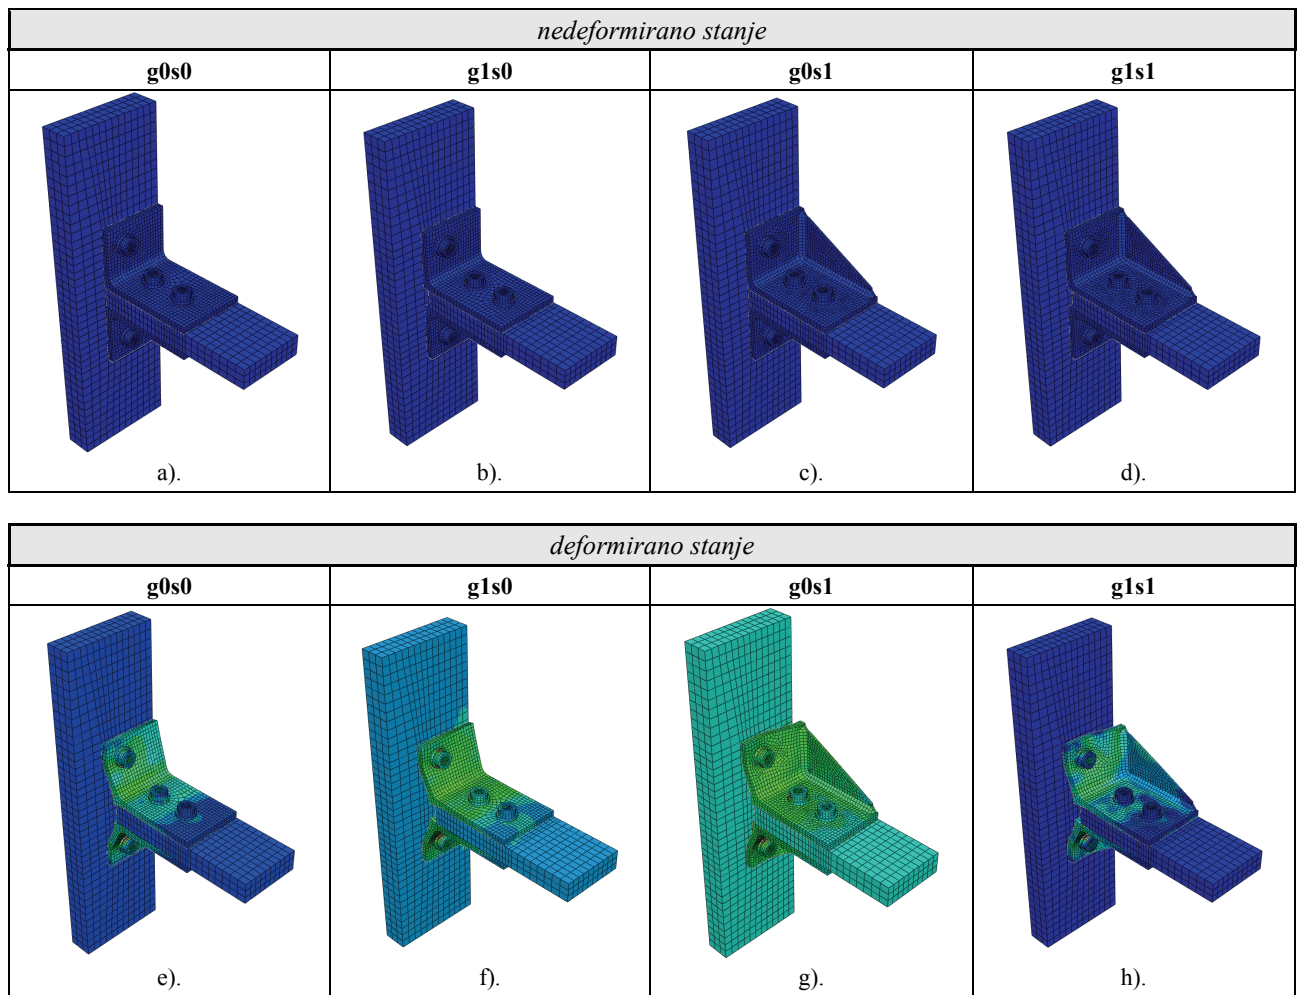 nedeformirano stanje
g0s0 g1s0 g0s1 g1s1
a). b). c). d).
deformirano stanje
g0s0 g1s0 g0s1 g1s1
e). f). g). h).